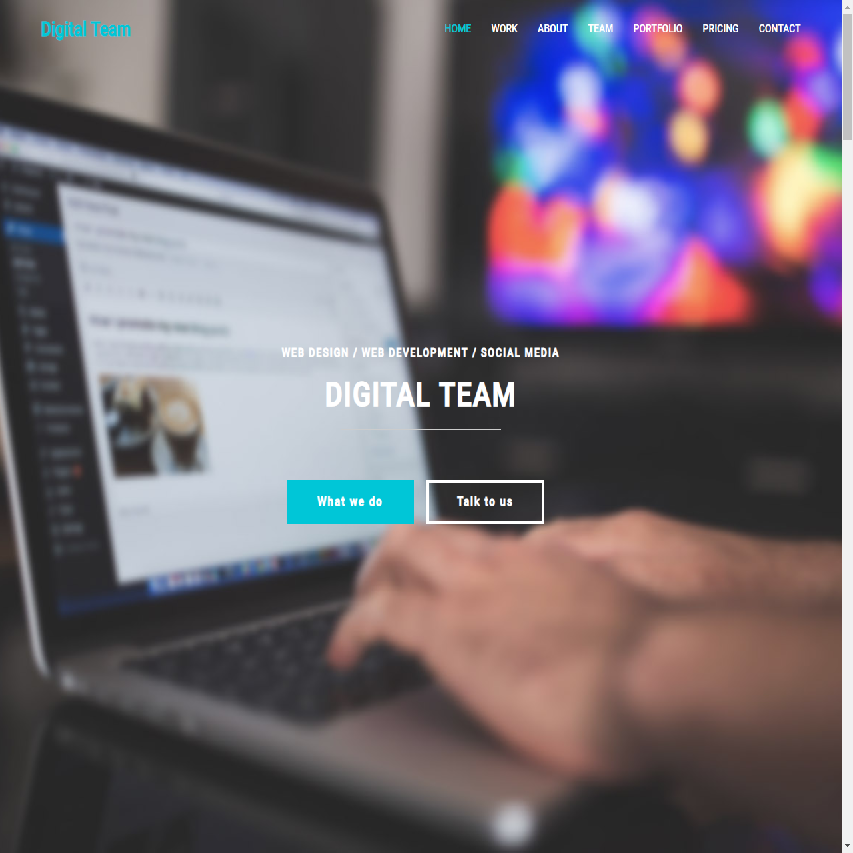 Digital Team
HOME WORK ABOUT TEAM PORTFOLIO PRICING CONTACT
WEB DESIGN / WEB DEVELOPMENT / SOCIAL MEDIA
DIGITAL TEAM
What we do
Talk to us